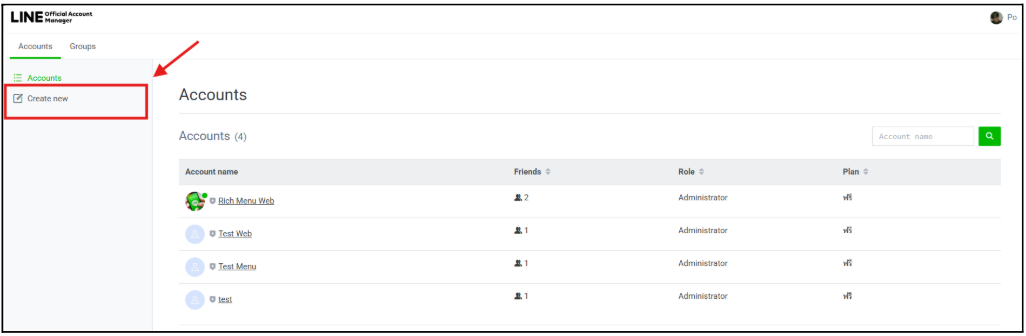 LINE Official Account Manager
Po
Accounts Groups
Accounts
Create new
Accounts
Accounts (4)
Account name
Account name Friends Role Plan
Rich Menu Web 2 Administrator ฟรี
Test Web 1 Administrator ฟรี
Test Menu 1 Administrator ฟรี
test 1 Administrator ฟรี